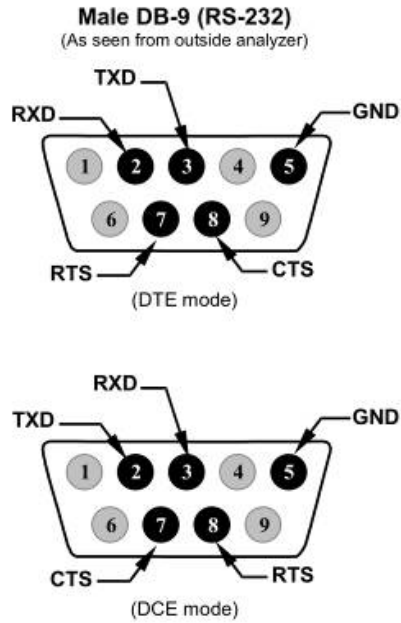 Male DB-9 (RS-232)
(As seen from outside analyzer)
TXD
RXD
GND
1 2 3 4 5
6 7 8 9
RTS
CTS
(DTE mode)
RXD
TXD
GND
1 2 3 4 5
6 7 8 9
CTS
RTS
(DCE mode)